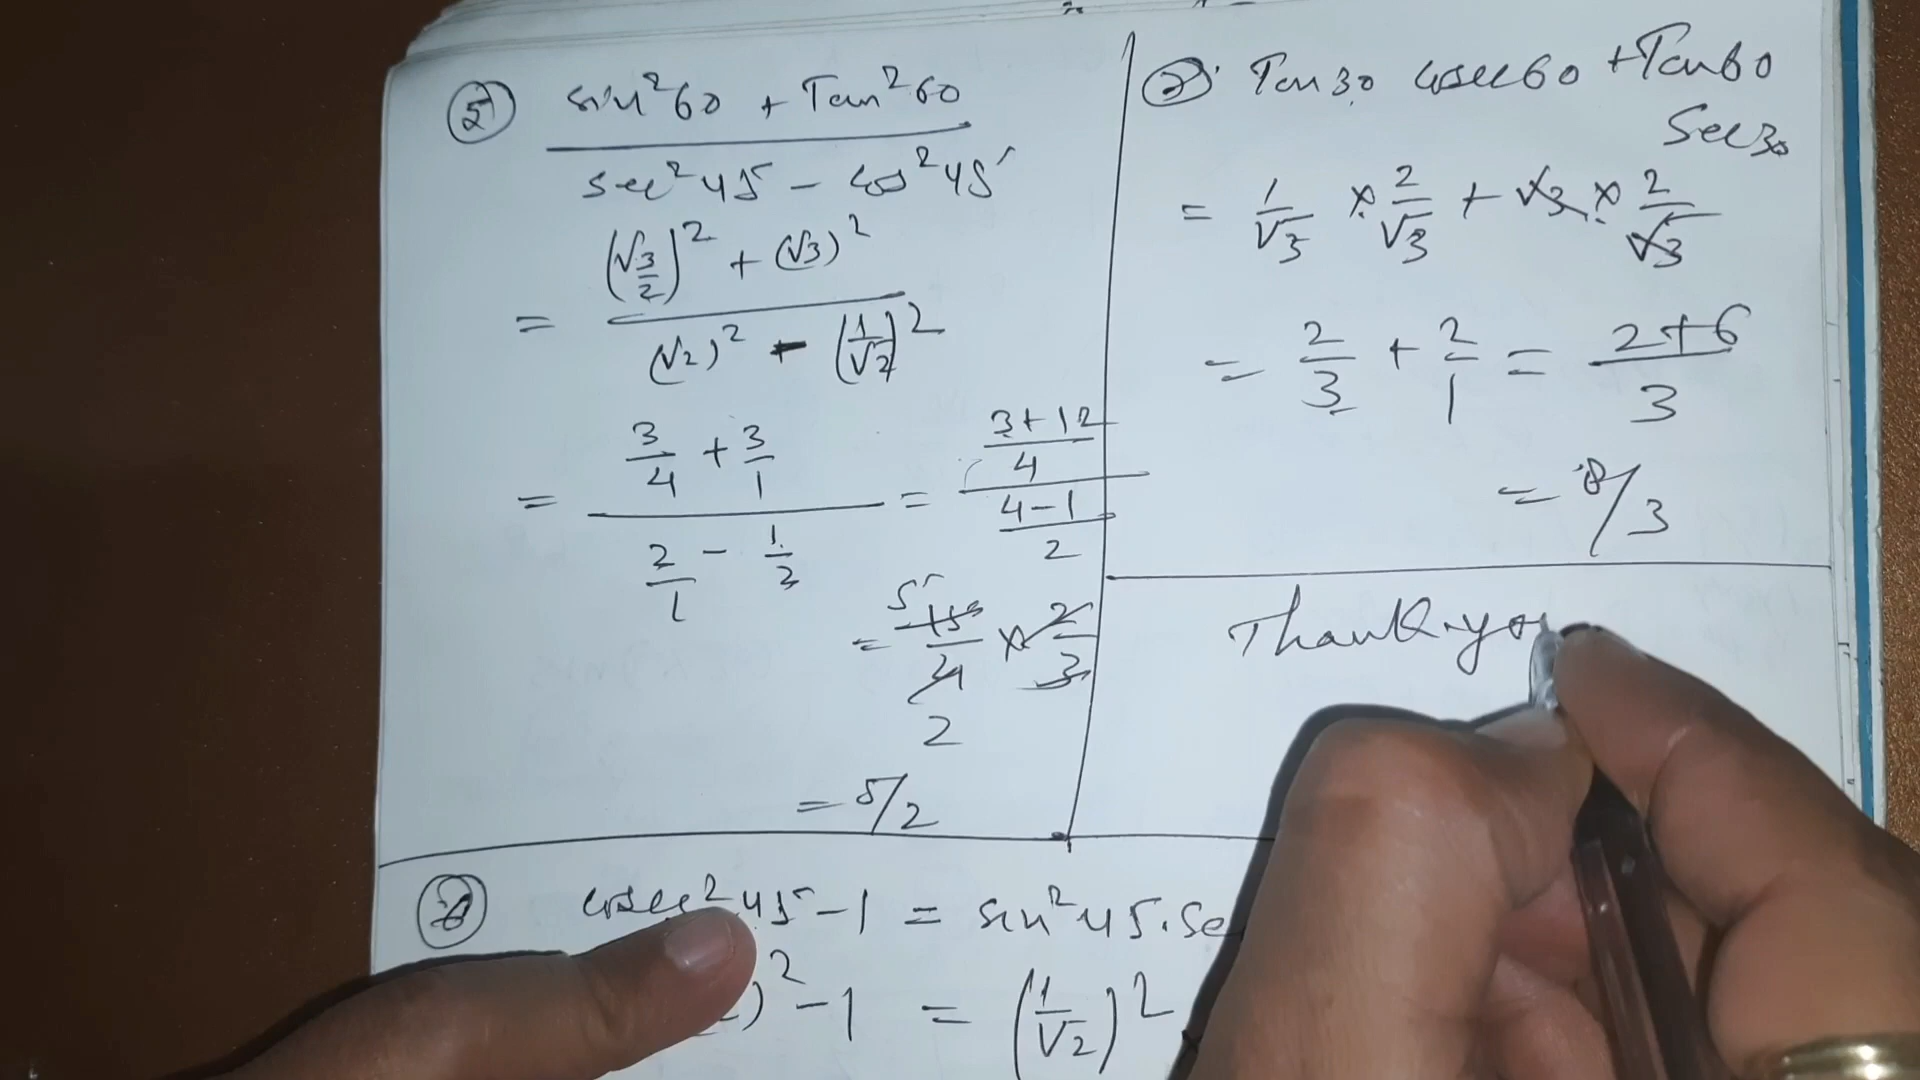 5 sin²60 + Tan²60
sec²45 - cos²45
= (√3/2)² + (√3)²
(√2)² - (1/√2)²
= 3/4 + 3/1 = 3+12/4
2/1 - 1/2 4-1/2
= 15/4 × 2/3
5
2
= 5/2
Tan30 cosec60 + Tan60
Sec30
= 1/√3 × 2/√3 + √3 × 2/√3
= 2/3 + 2/1 = 2+6/3
= 8/3
Thank you
cosec²45 - 1 = sin²45.Se
)² - 1 = (1/√2)²